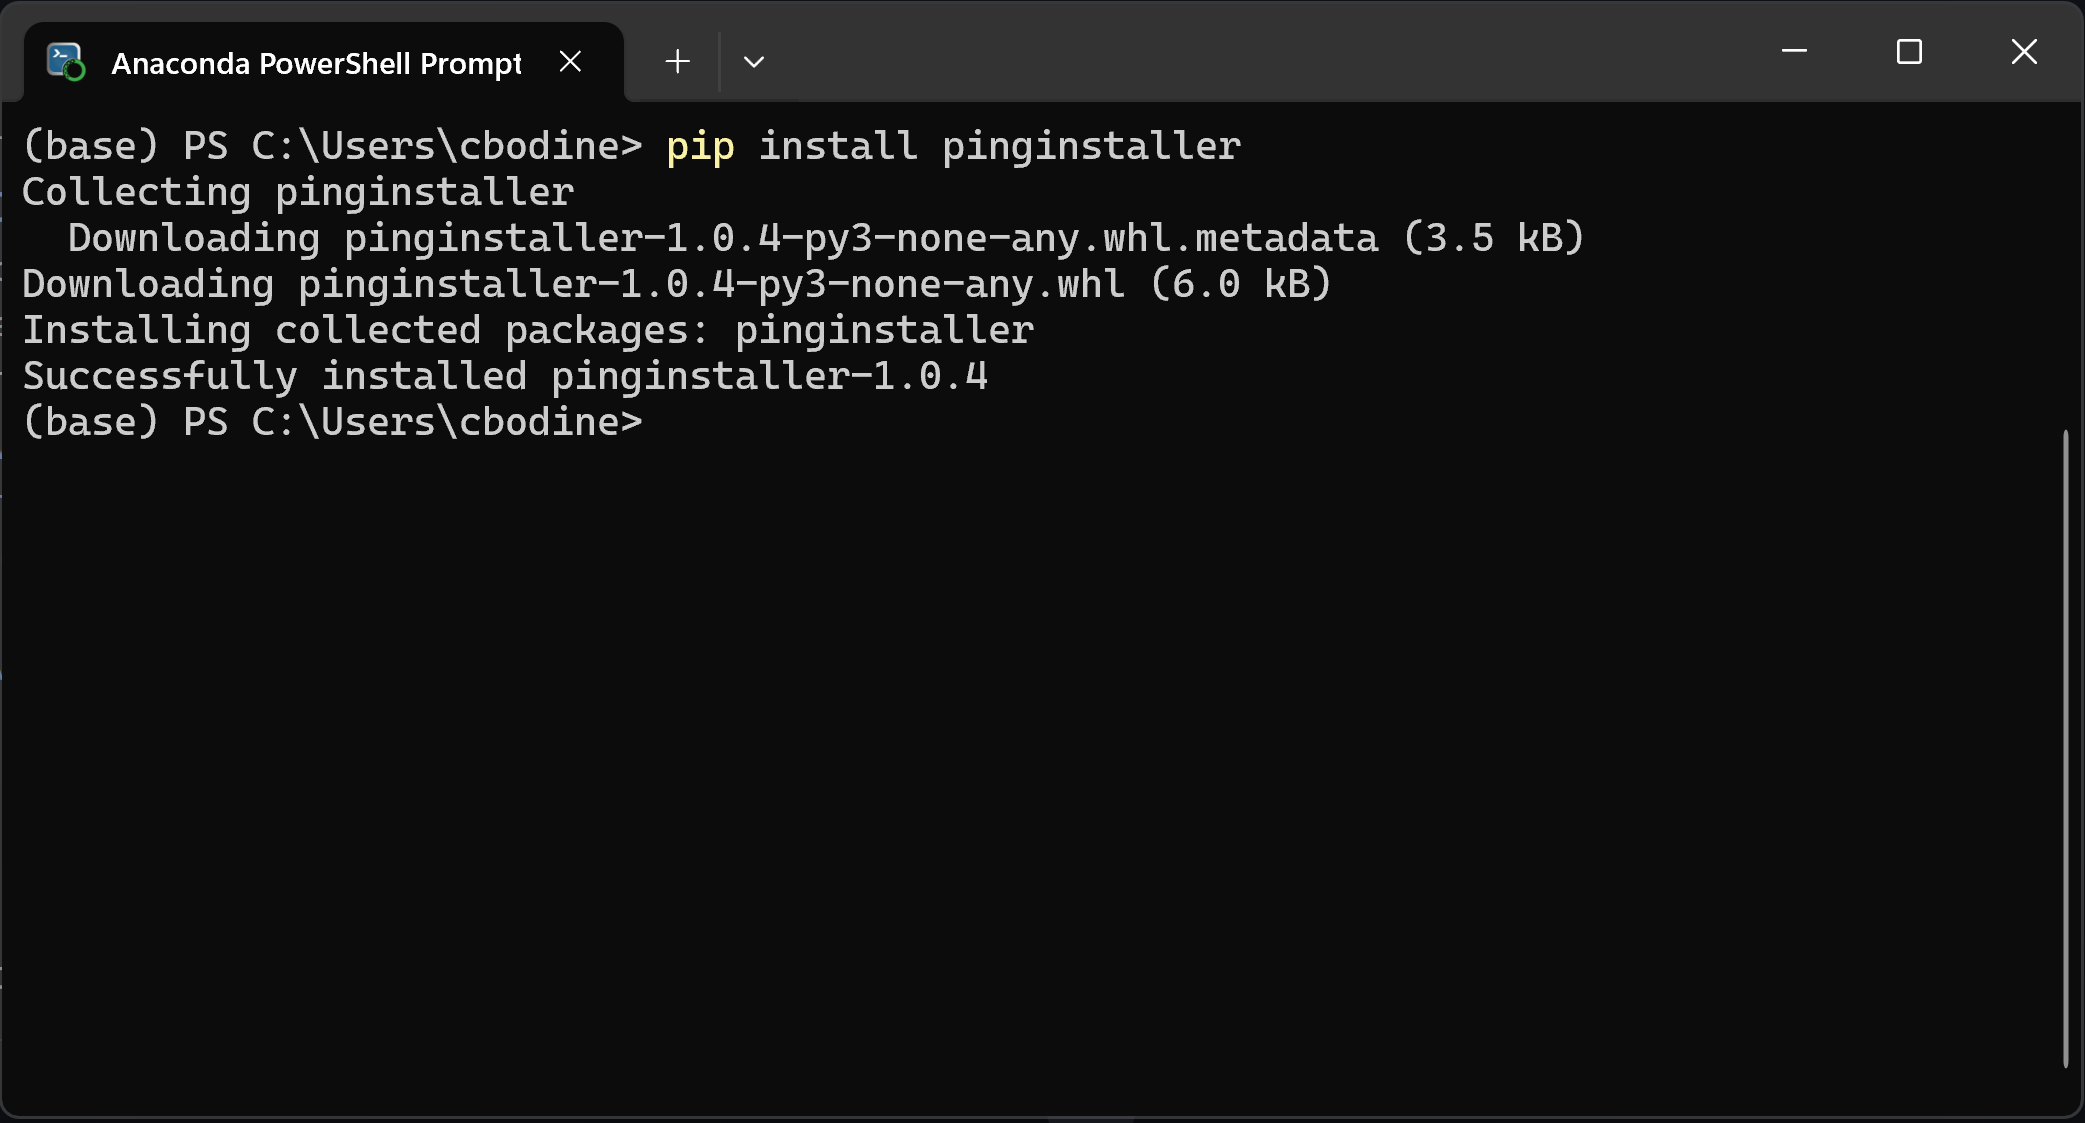 Anaconda PowerShell Prompt
(base) PS C:\Users\cbodine> pip install pinginstaller
Collecting pinginstaller
  Downloading pinginstaller-1.0.4-py3-none-any.whl.metadata (3.5 kB)
Downloading pinginstaller-1.0.4-py3-none-any.whl (6.0 kB)
Installing collected packages: pinginstaller
Successfully installed pinginstaller-1.0.4
(base) PS C:\Users\cbodine>